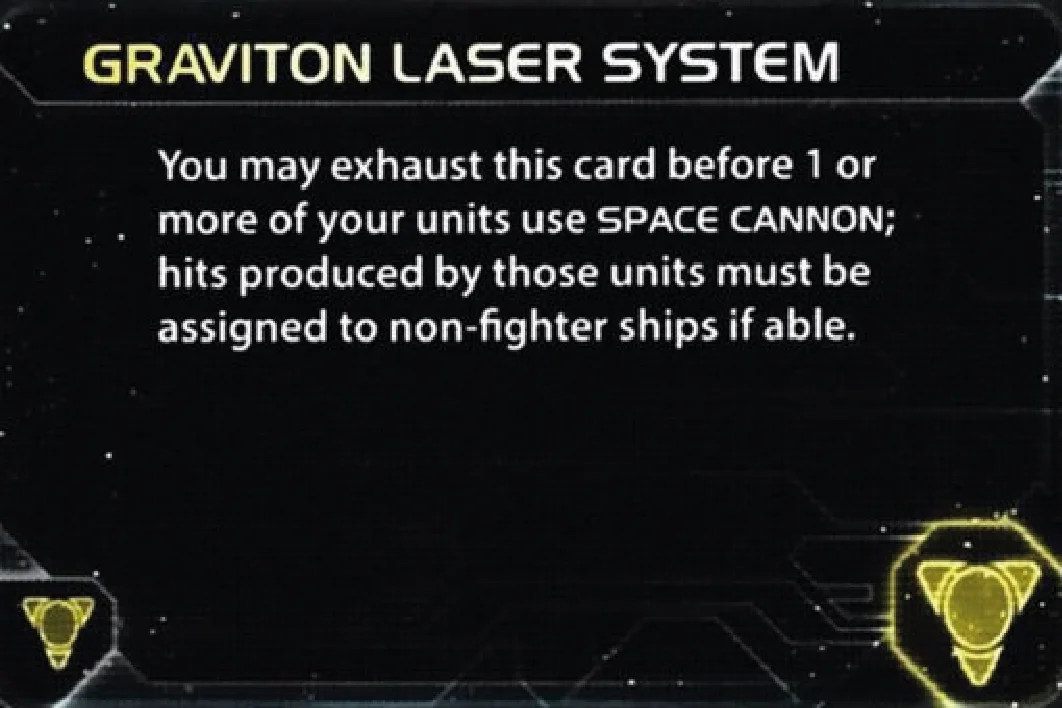 GRAVITON LASER SYSTEM
You may exhaust this card before 1 or
more of your units use SPACE CANNON;
hits produced by those units must be
assigned to non-fighter ships if able.